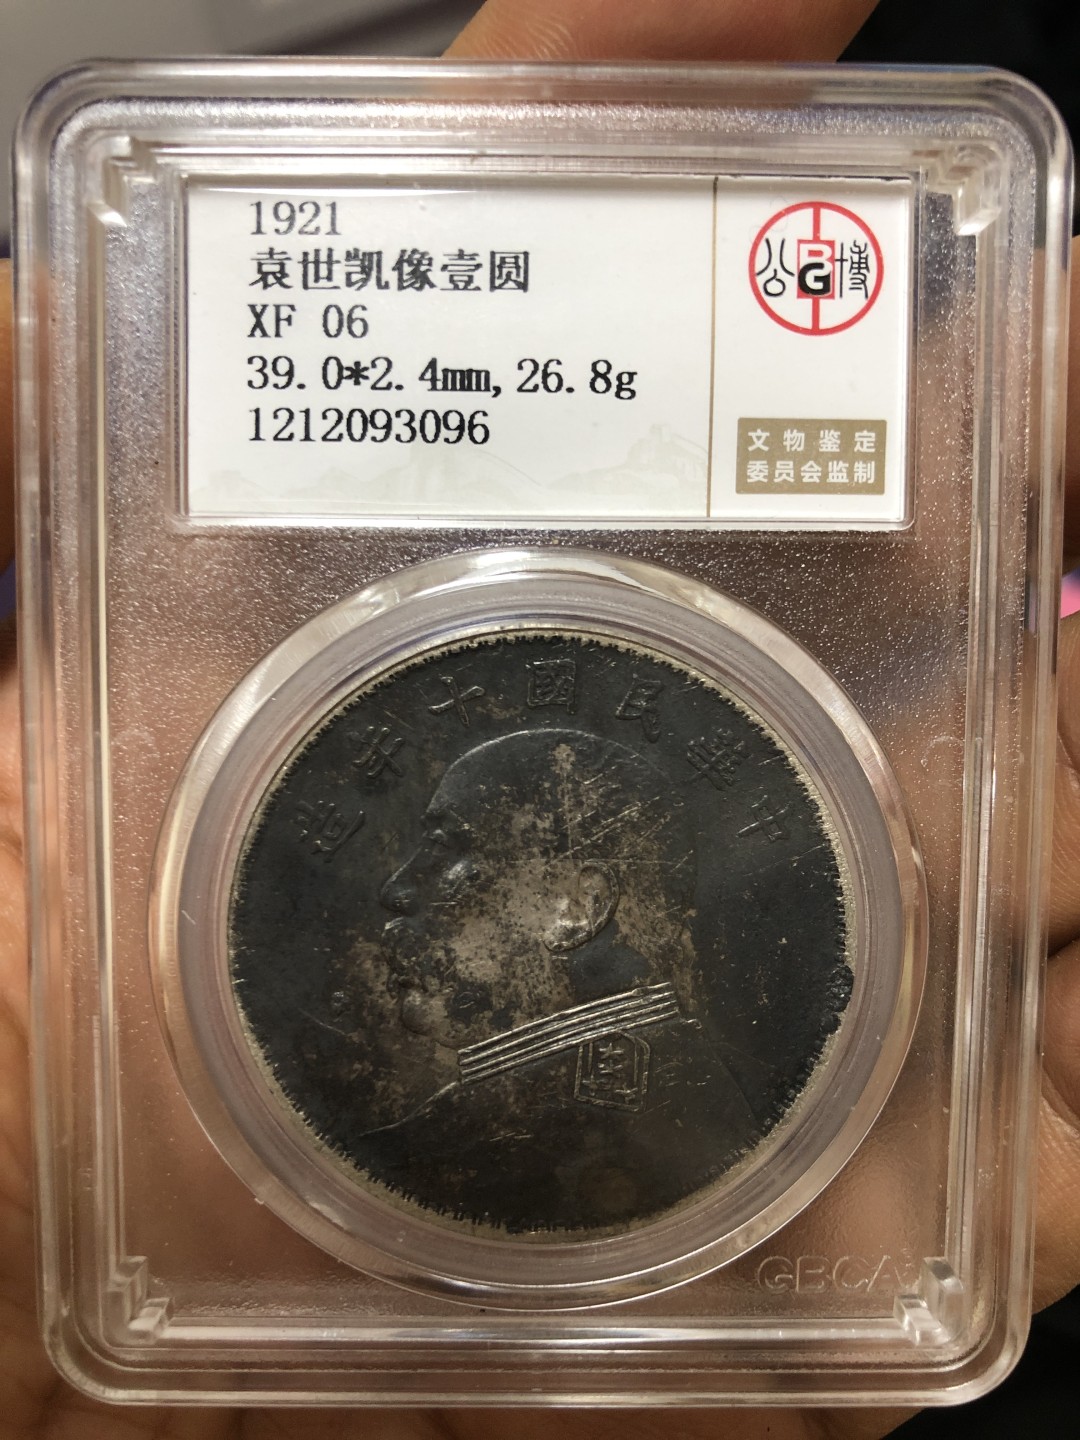 1921
袁世凯像壹圆
XF 06
39.0*2.4mm,26.8g
1212093096
公 BG 博
文物鉴定
委员会监制
造年十國民華中
GBCA